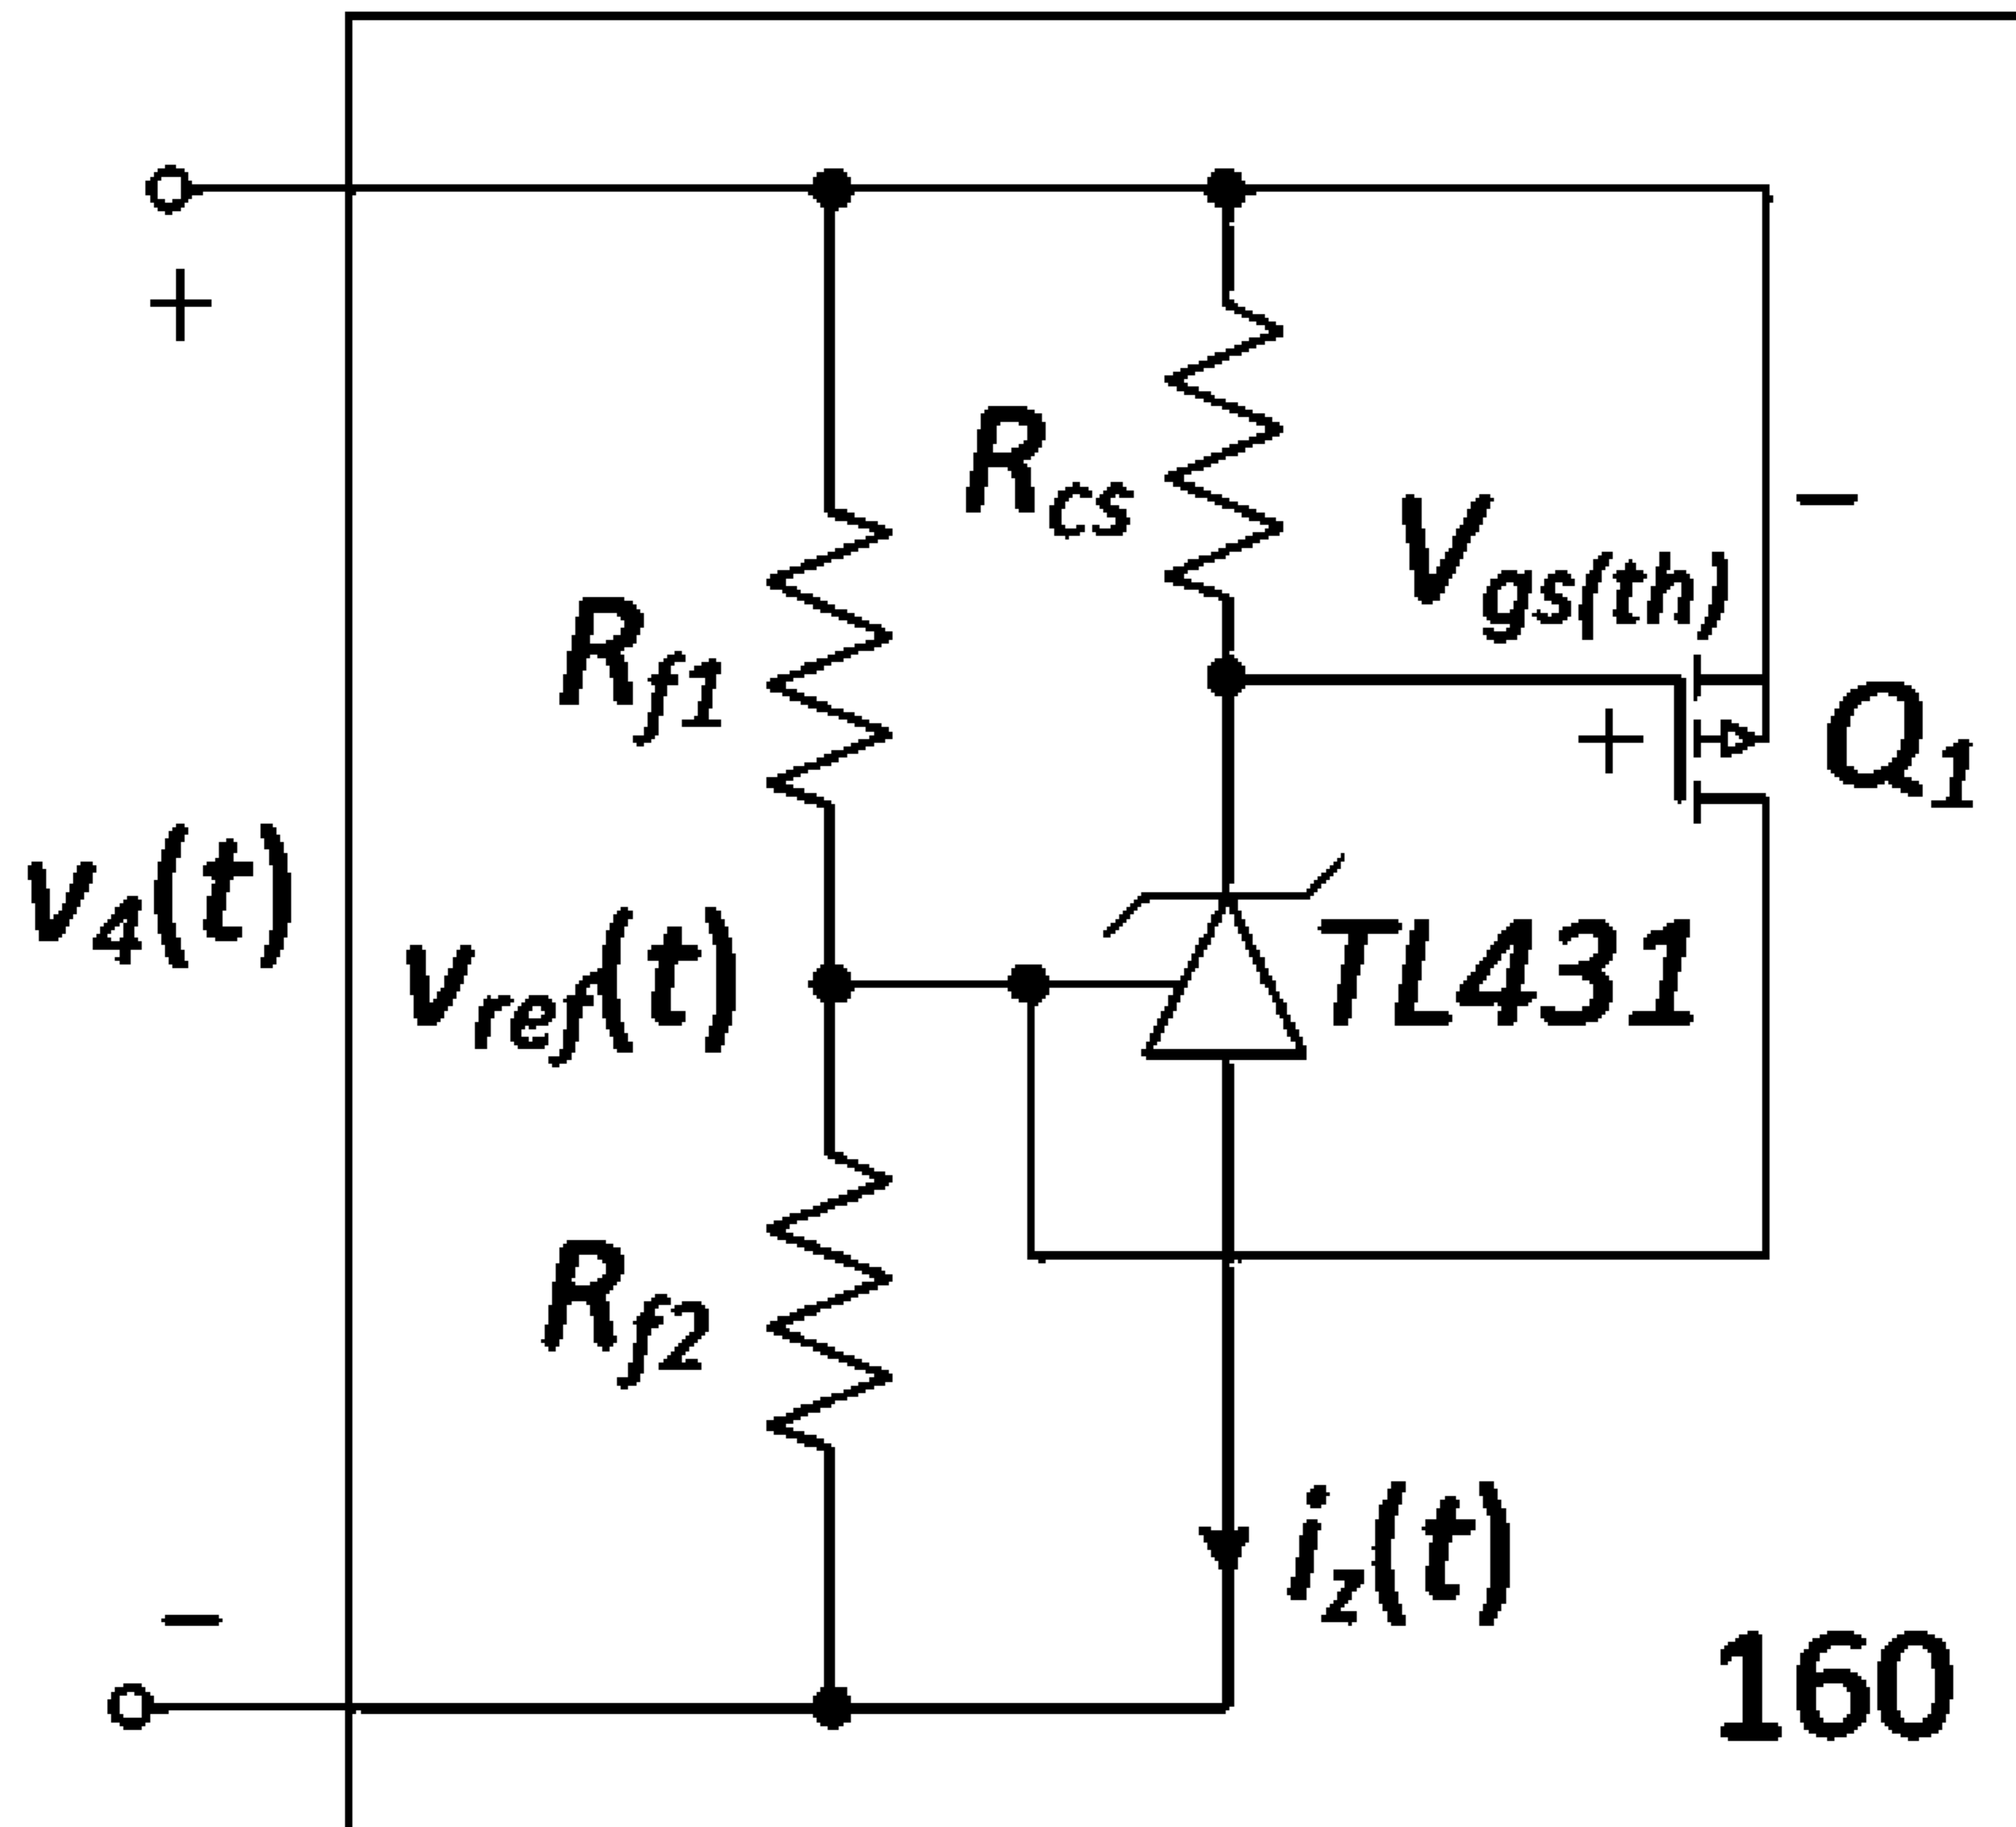 +
R_cs
−
V_gs(th)
R_f1
+
Q_1
v_4(t)
v_ref(t)
TL431
R_f2
i_z(t)
−
160